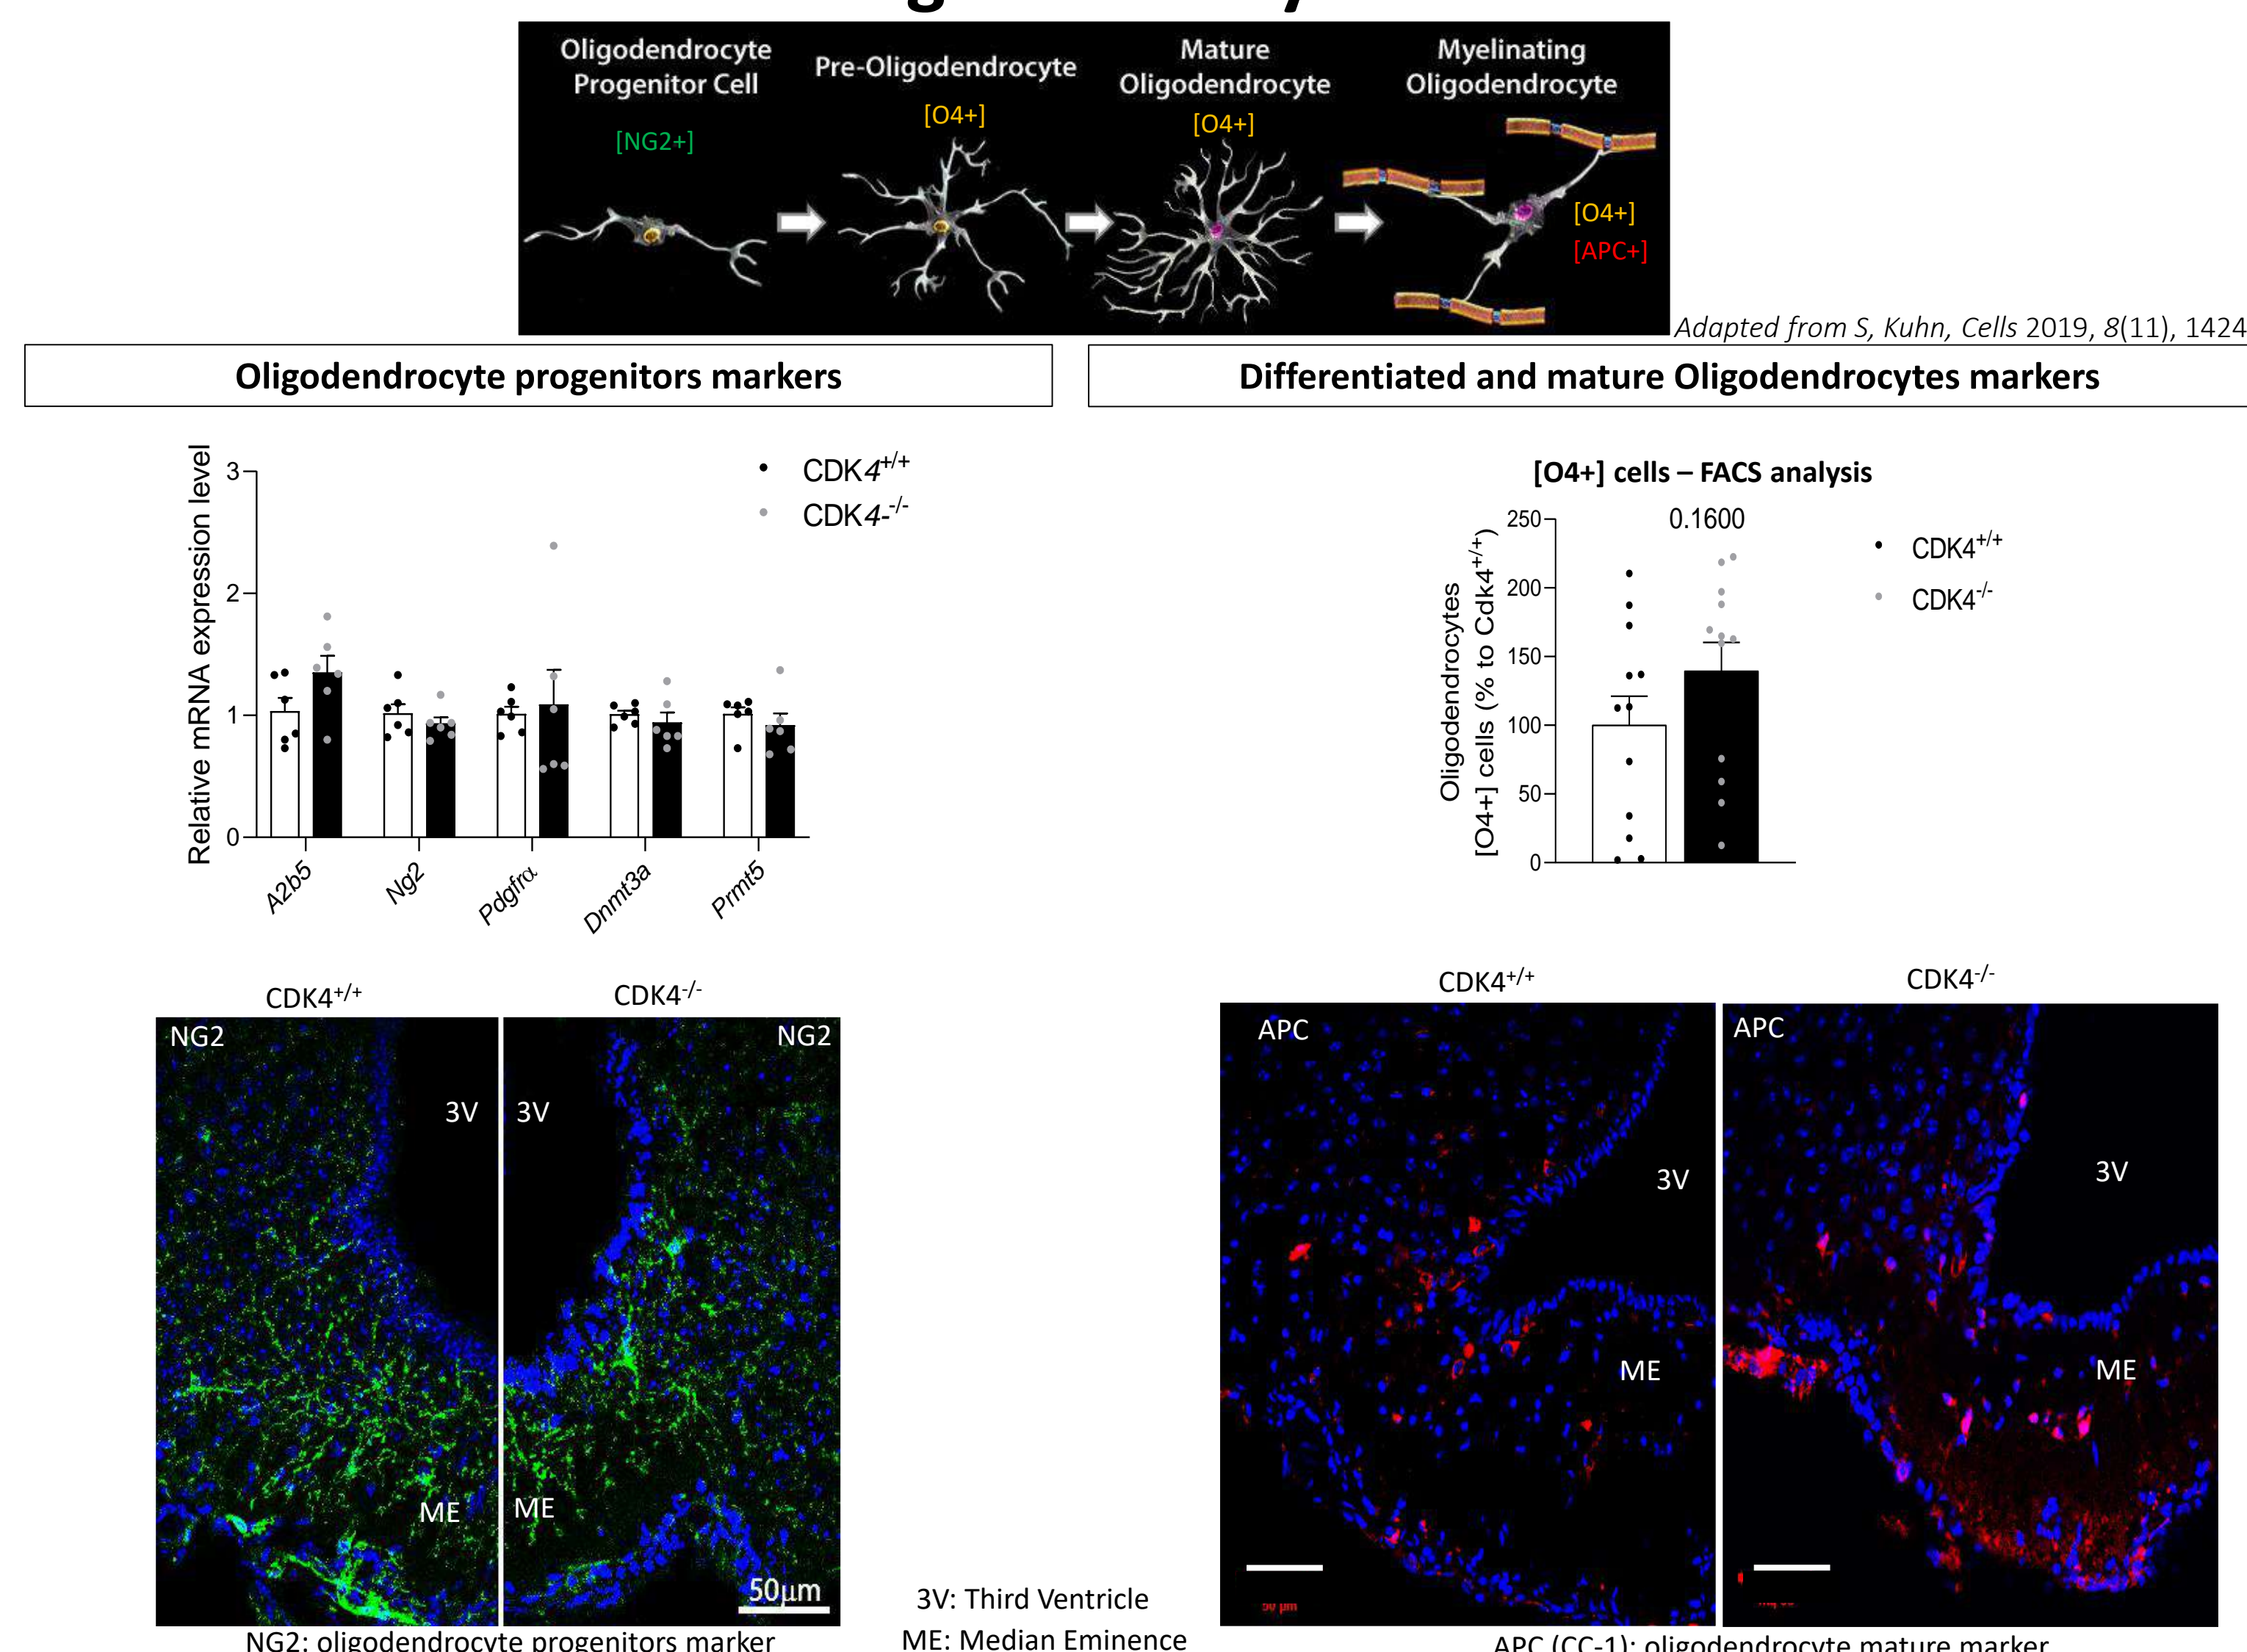 Oligodendrocyte
Progenitor Cell
[NG2+]
Pre-Oligodendrocyte
[O4+]
Mature
Oligodendrocyte
[O4+]
Myelinating
Oligodendrocyte
[O4+]
[APC+]
Adapted from S, Kuhn, Cells 2019, 8(11), 1424
Oligodendrocyte progenitors markers
Differentiated and mature Oligodendrocytes markers
Relative mRNA expression level
3
2
1
0
A2b5
Ng2
Pdgfrα
Dnmt3a
Prmt5
CDK4+/+
CDK4--/-
[O4+] cells – FACS analysis
0.1600
Oligodendrocytes
[O4+] cells (% to Cdk4+/+)
250
200
150
100
50
0
CDK4+/+
CDK4-/-
CDK4+/+
CDK4-/-
NG2
NG2
3V
3V
ME
ME
50µm
NG2: oligodendrocyte progenitors marker
3V: Third Ventricle
ME: Median Eminence
CDK4+/+
CDK4-/-
APC
APC
3V
3V
ME
ME
50 µm
APC (CC-1): oligodendrocyte mature marker